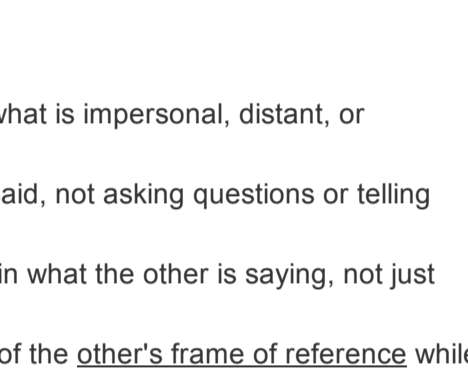 what is impersonal, distant, or
aid, not asking questions or telling
in what the other is saying, not just
of the other's frame of reference while